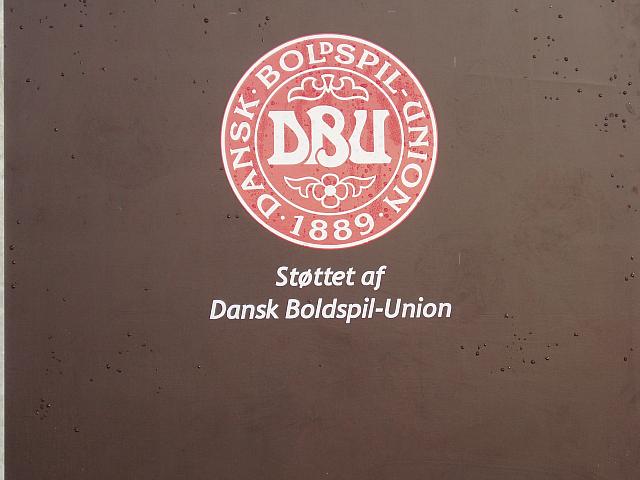 DANSK·BOLDSPIL-UNION·
DBU
1889
Støttet af
Dansk Boldspil-Union